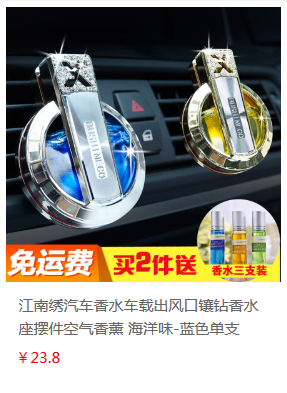 免运费
买2件送
香水三支装
江南绣汽车香水车载出风口镶钻香水
座摆件空气香薰 海洋味-蓝色单支
￥23.8